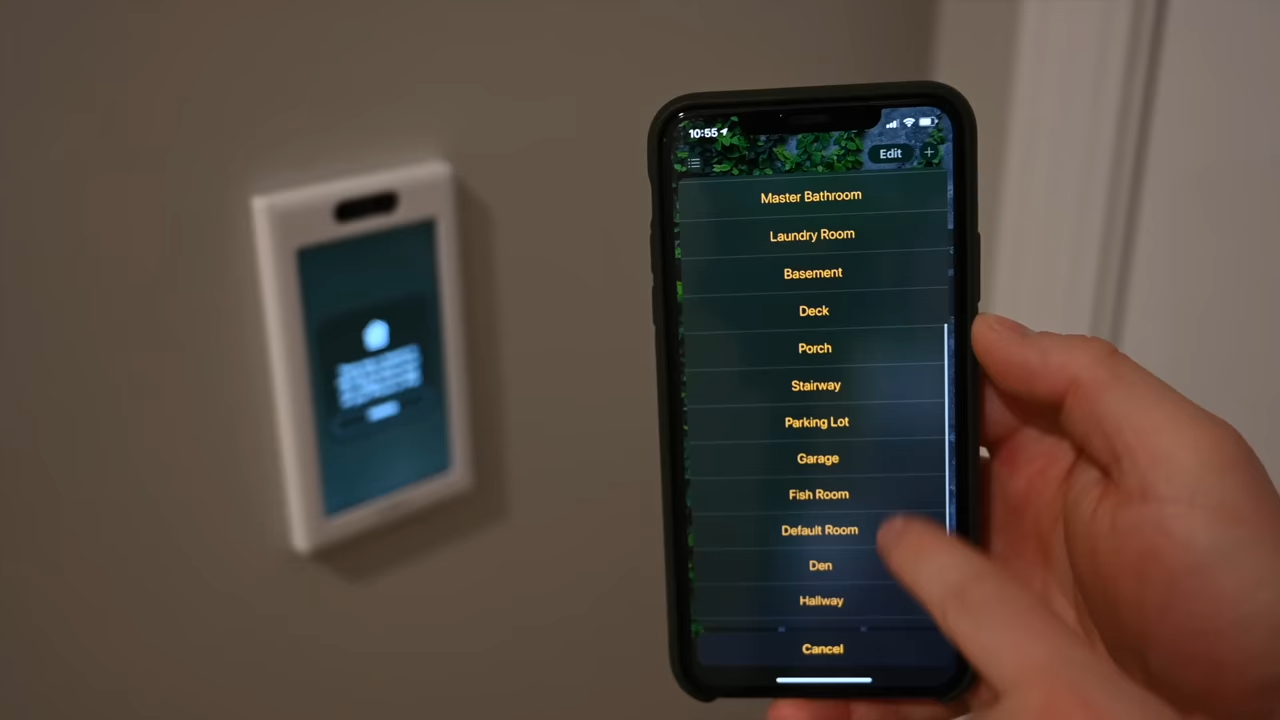 10:55
Edit
Master Bathroom
Laundry Room
Basement
Deck
Porch
Stairway
Parking Lot
Garage
Fish Room
Default Room
Den
Hallway
Cancel